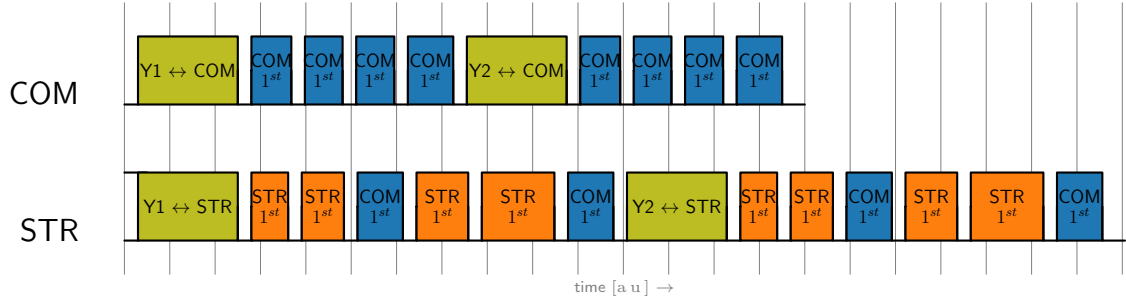 COM
Y1 ↔ COM
COM
1st
COM
1st
COM
1st
COM
1st
Y2 ↔ COM
COM
1st
COM
1st
COM
1st
COM
1st
STR
Y1 ↔ STR
STR
1st
STR
1st
COM
1st
STR
1st
STR
1st
COM
1st
Y2 ↔ STR
STR
1st
STR
1st
COM
1st
STR
1st
STR
1st
COM
1st
time [a u] →